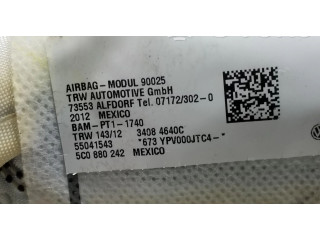 AIRBAG-MODUL 90025
TRW AUTOMOTIVE GmbH
73553 ALFDORF Tel. 07172/302-0
2012 MEXICO
BAM-PT1-1740
TRW 143/12 3408 4640C
55041543 *673 YPV000JTC4-*
5C0 880 242 MEXICO